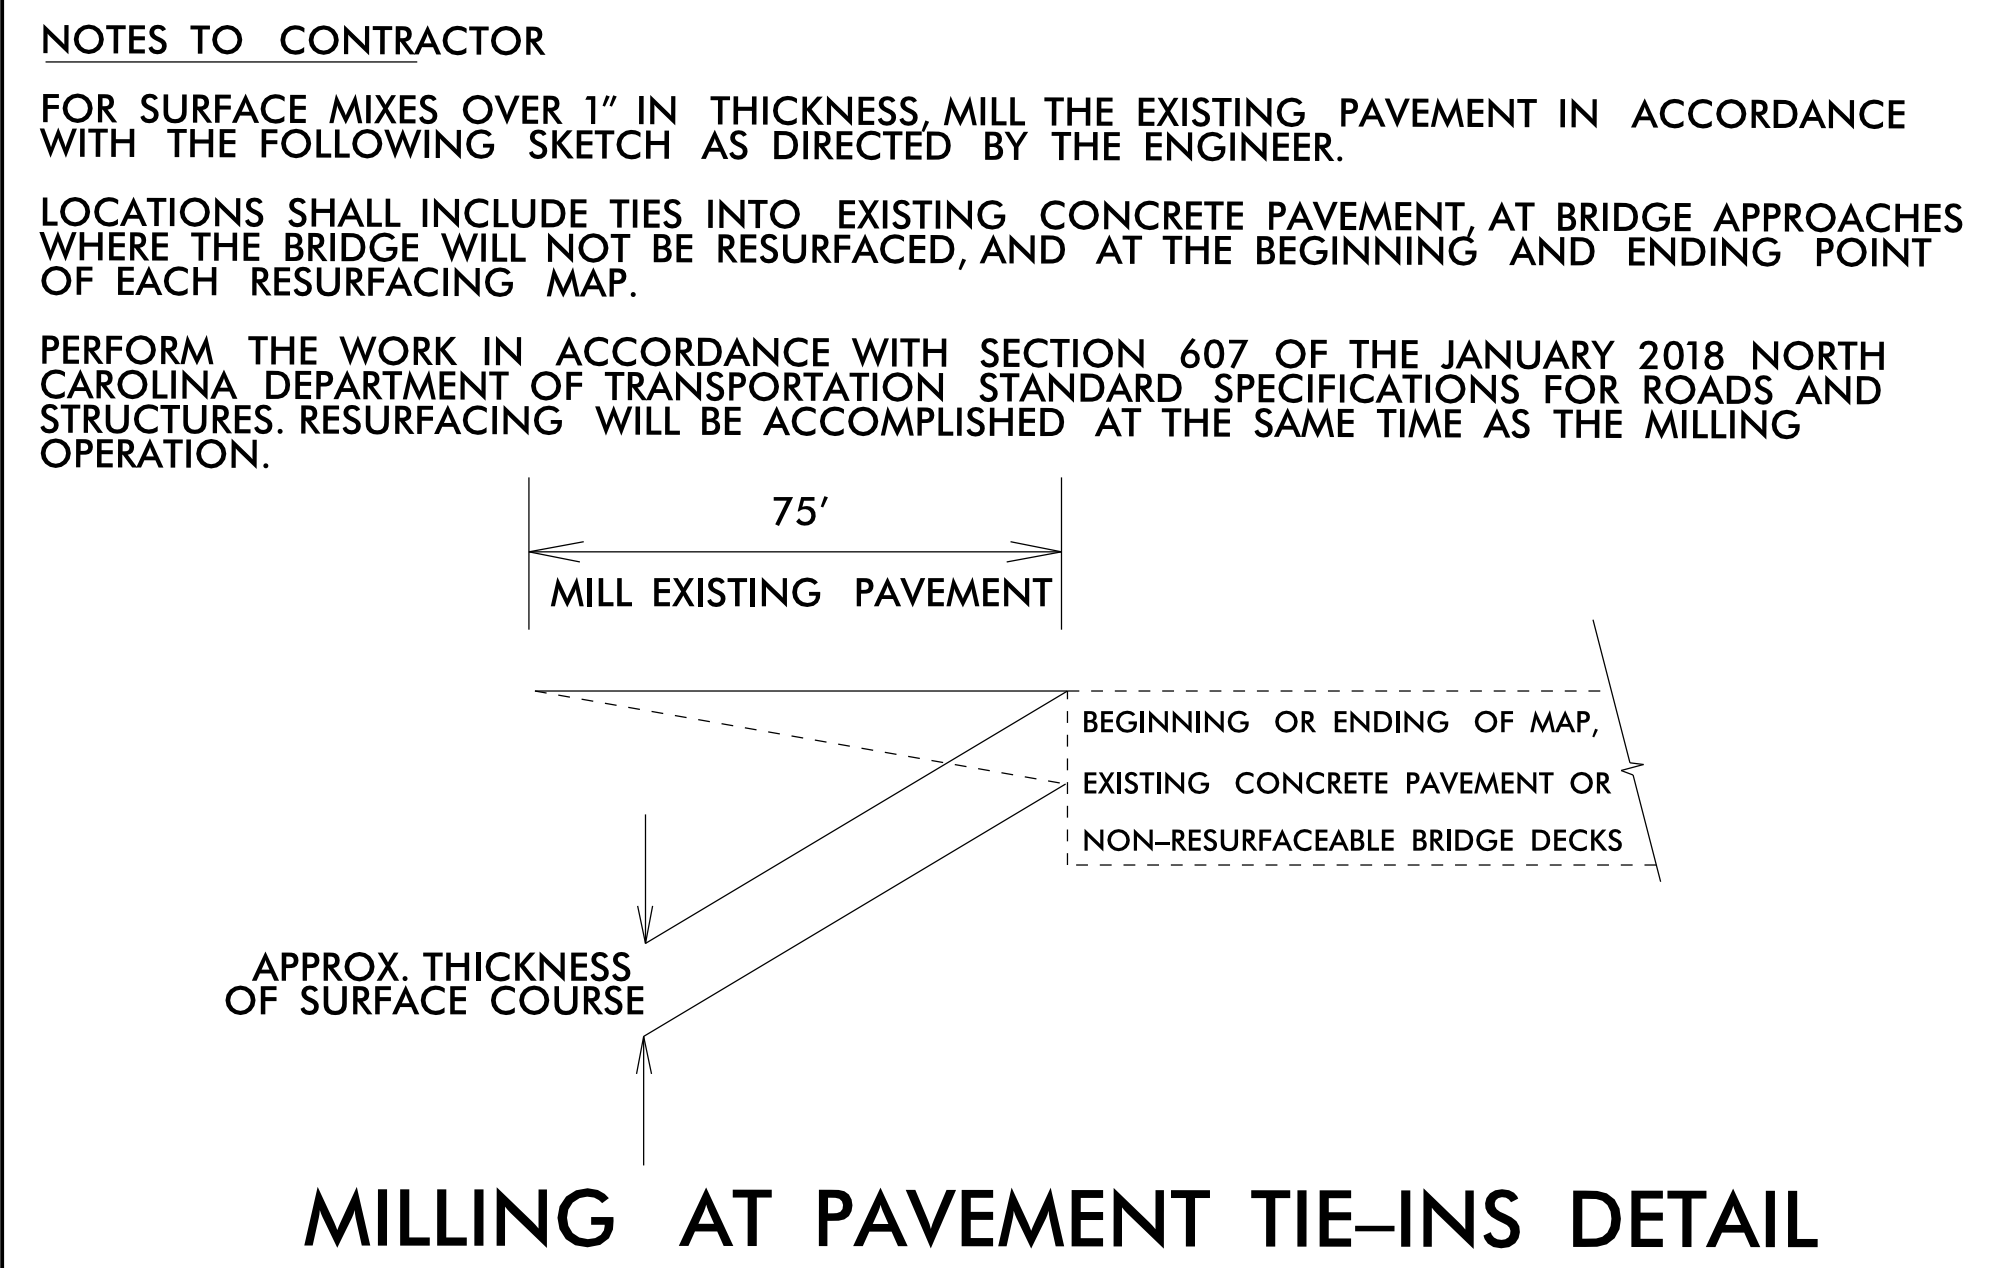 NOTES TO CONTRACTOR
FOR SURFACE MIXES OVER 1" IN THICKNESS, MILL THE EXISTING PAVEMENT IN ACCORDANCE
WITH THE FOLLOWING SKETCH AS DIRECTED BY THE ENGINEER.
LOCATIONS SHALL INCLUDE TIES INTO EXISTING CONCRETE PAVEMENT, AT BRIDGE APPROACHES
WHERE THE BRIDGE WILL NOT BE RESURFACED, AND AT THE BEGINNING AND ENDING POINT
OF EACH RESURFACING MAP.
PERFORM THE WORK IN ACCORDANCE WITH SECTION 607 OF THE JANUARY 2018 NORTH
CAROLINA DEPARTMENT OF TRANSPORTATION STANDARD SPECIFICATIONS FOR ROADS AND
STRUCTURES. RESURFACING WILL BE ACCOMPLISHED AT THE SAME TIME AS THE MILLING
OPERATION.
75'
MILL EXISTING PAVEMENT
BEGINNING OR ENDING OF MAP,
EXISTING CONCRETE PAVEMENT OR
NON–RESURFACEABLE BRIDGE DECKS
APPROX. THICKNESS
OF SURFACE COURSE
MILLING AT PAVEMENT TIE–INS DETAIL